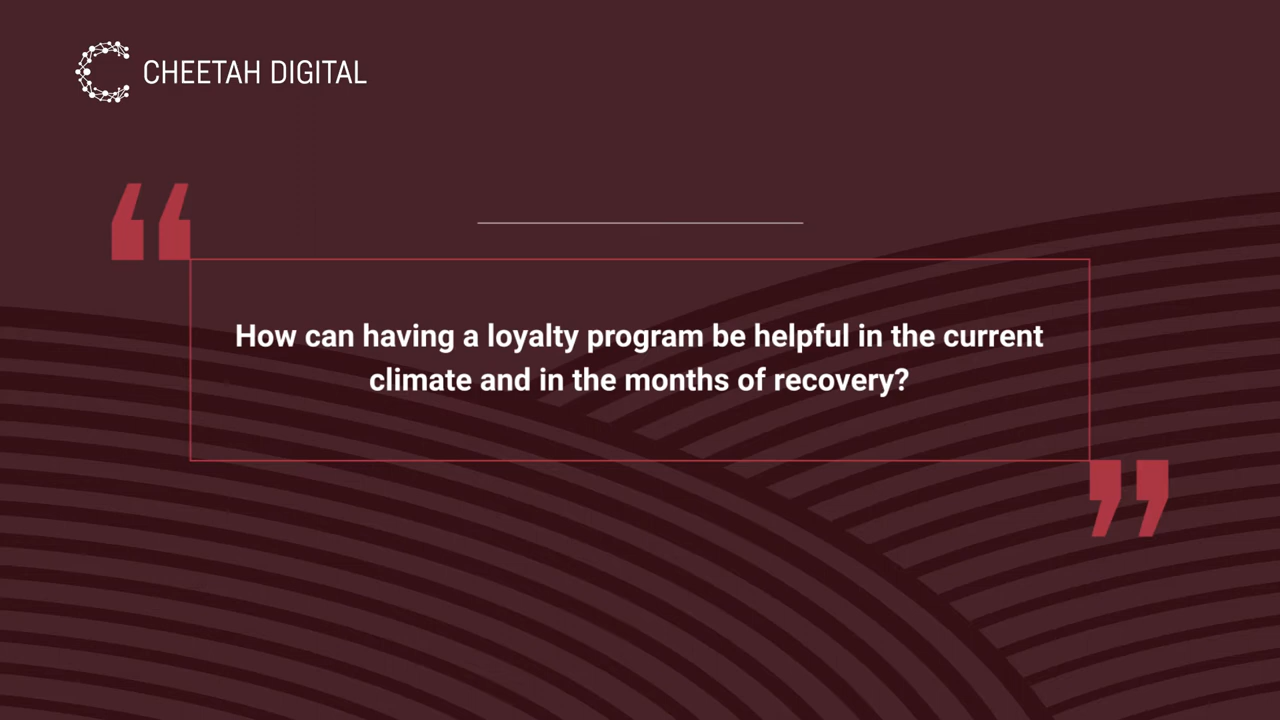 CHEETAH DIGITAL
“
How can having a loyalty program be helpful in the current
climate and in the months of recovery?
”